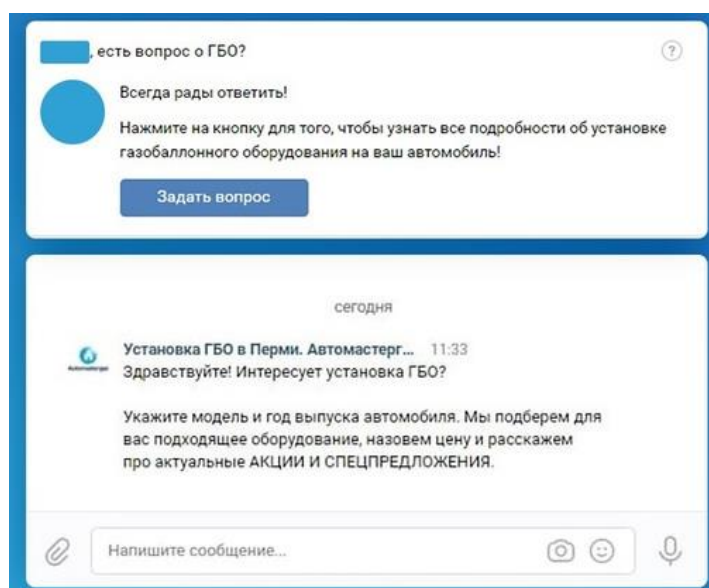 , есть вопрос о ГБО?
Всегда рады ответить!
Нажмите на кнопку для того, чтобы узнать все подробности об установке
газобаллонного оборудования на ваш автомобиль!
Задать вопрос
сегодня
Установка ГБО в Перми. Автомастерг... 11:33
Здравствуйте! Интересует установка ГБО?
Укажите модель и год выпуска автомобиля. Мы подберем для
вас подходящее оборудование, назовем цену и расскажем
про актуальные АКЦИИ И СПЕЦПРЕДЛОЖЕНИЯ.
Напишите сообщение...